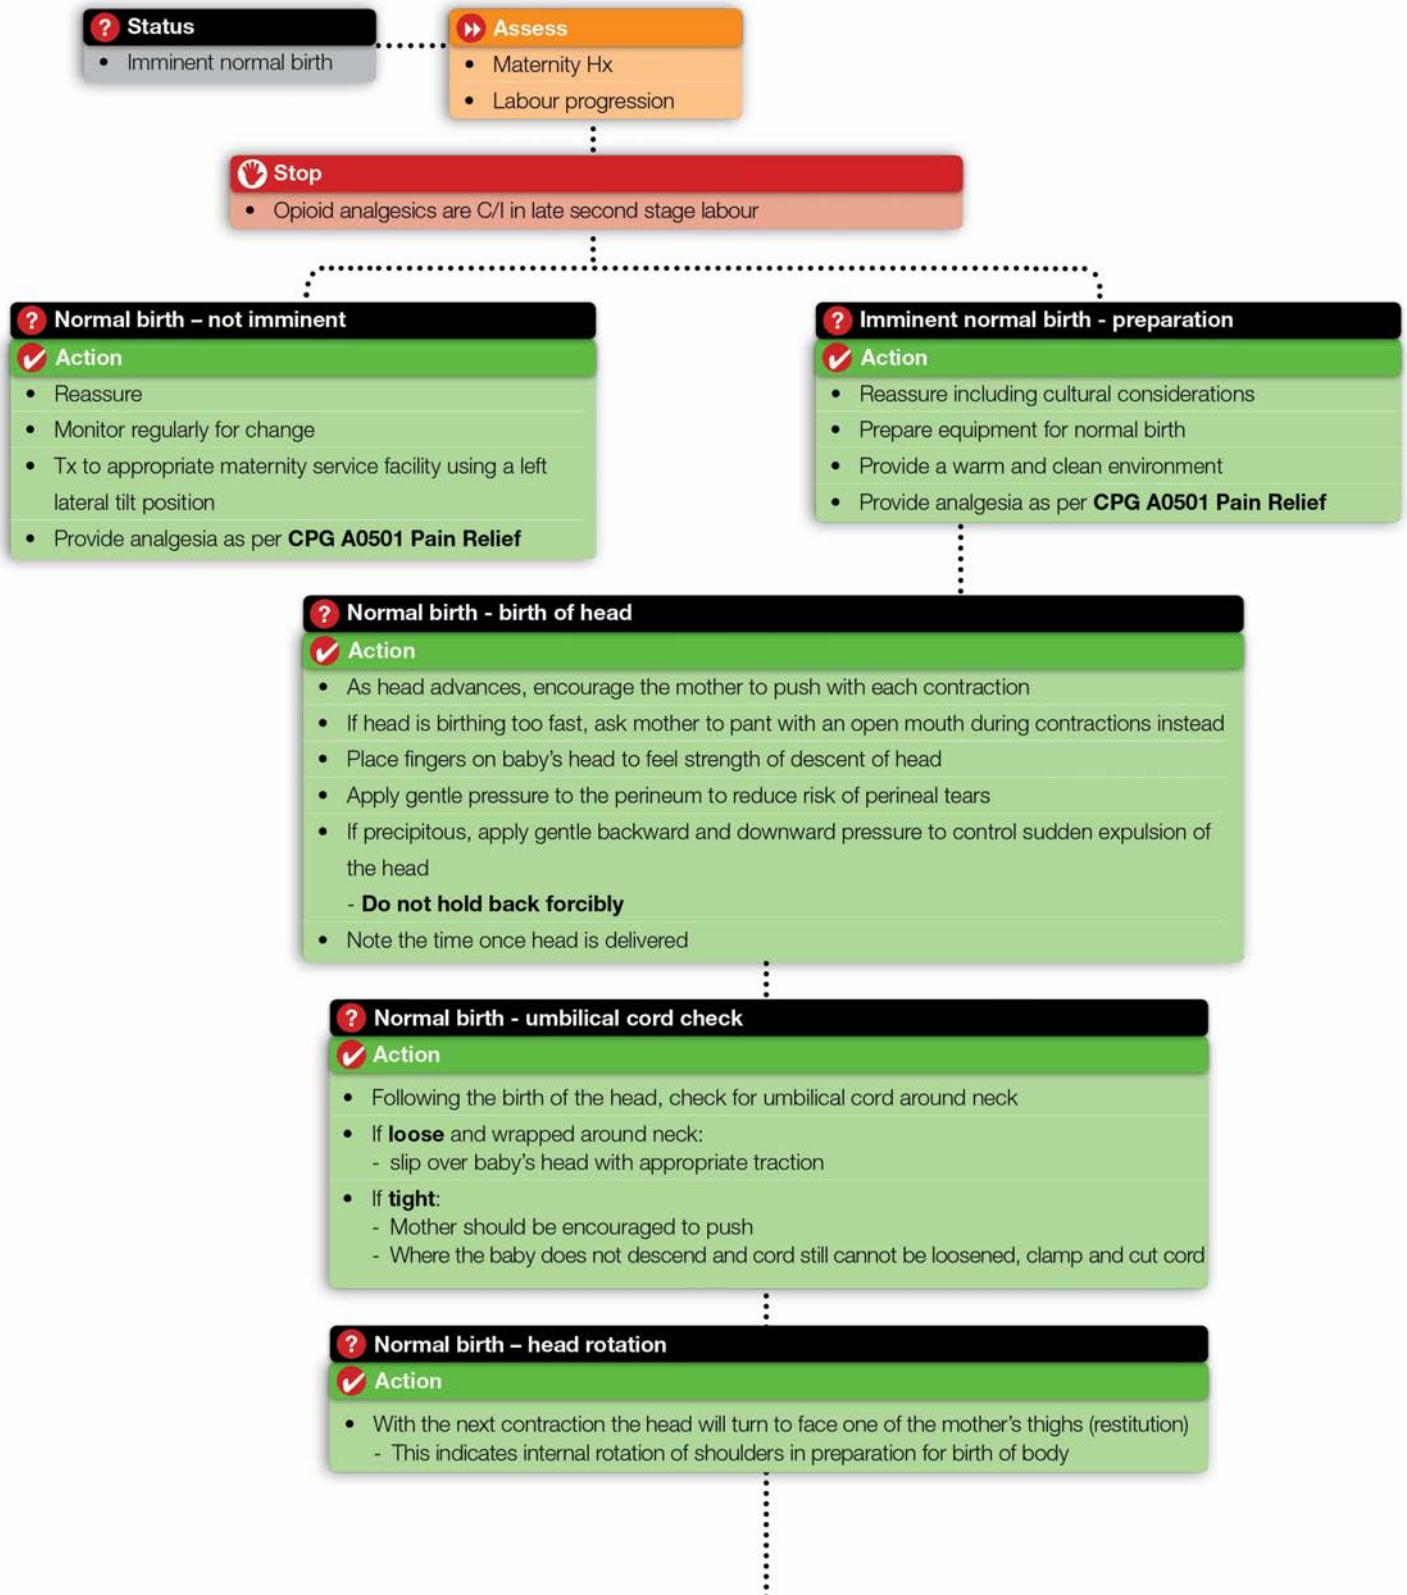 Status
• Imminent normal birth
Assess
• Maternity Hx
• Labour progression
Stop
• Opioid analgesics are C/I in late second stage labour
Normal birth – not imminent
Action
• Reassure
• Monitor regularly for change
• Tx to appropriate maternity service facility using a left
lateral tilt position
• Provide analgesia as per CPG A0501 Pain Relief
Imminent normal birth - preparation
Action
• Reassure including cultural considerations
• Prepare equipment for normal birth
• Provide a warm and clean environment
• Provide analgesia as per CPG A0501 Pain Relief
Normal birth - birth of head
Action
• As head advances, encourage the mother to push with each contraction
• If head is birthing too fast, ask mother to pant with an open mouth during contractions instead
• Place fingers on baby's head to feel strength of descent of head
• Apply gentle pressure to the perineum to reduce risk of perineal tears
• If precipitous, apply gentle backward and downward pressure to control sudden expulsion of
the head
- Do not hold back forcibly
• Note the time once head is delivered
Normal birth - umbilical cord check
Action
• Following the birth of the head, check for umbilical cord around neck
• If loose and wrapped around neck:
- slip over baby's head with appropriate traction
• If tight:
- Mother should be encouraged to push
- Where the baby does not descend and cord still cannot be loosened, clamp and cut cord
Normal birth – head rotation
Action
• With the next contraction the head will turn to face one of the mother's thighs (restitution)
- This indicates internal rotation of shoulders in preparation for birth of body